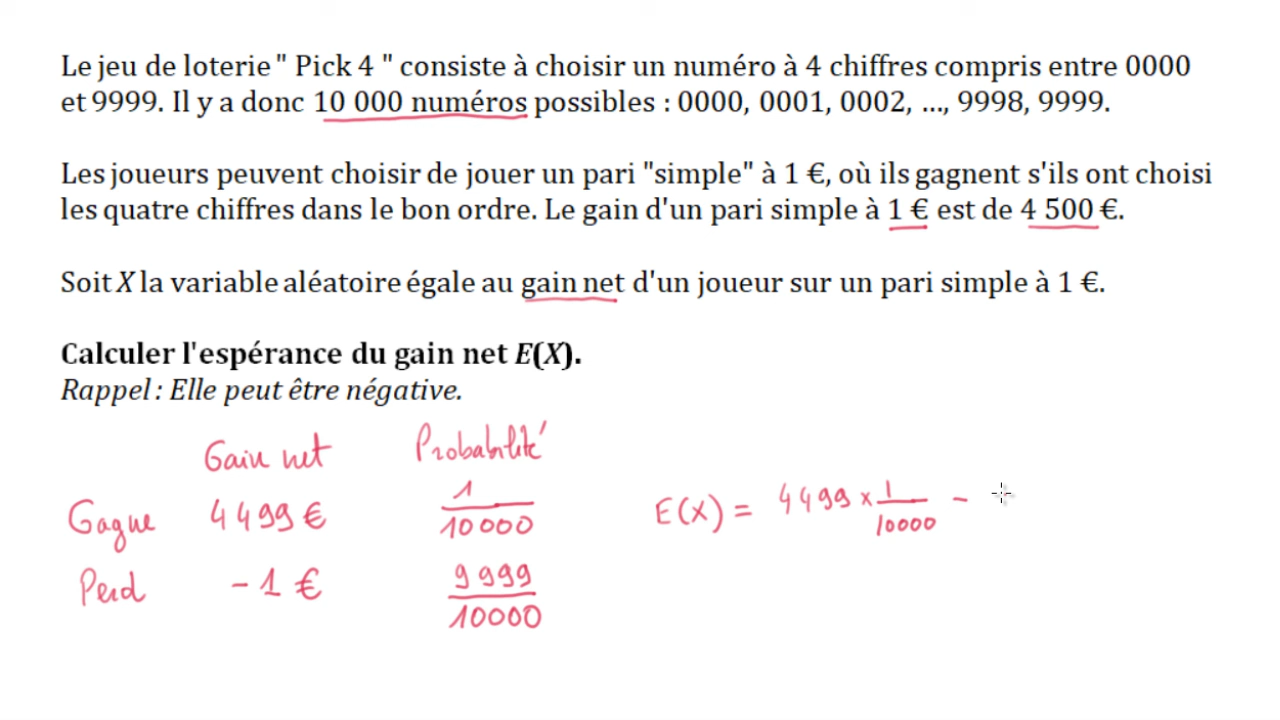 Le jeu de loterie " Pick 4 " consiste à choisir un numéro à 4 chiffres compris entre 0000
et 9999. Il y a donc 10 000 numéros possibles : 0000, 0001, 0002, ..., 9998, 9999.
Les joueurs peuvent choisir de jouer un pari "simple" à 1 €, où ils gagnent s'ils ont choisi
les quatre chiffres dans le bon ordre. Le gain d'un pari simple à 1 € est de 4 500 €.
Soit X la variable aléatoire égale au gain net d'un joueur sur un pari simple à 1 €.
Calculer l'espérance du gain net E(X).
Rappel : Elle peut être négative.
Gain net Probabilité
Gagne 4499 € 1/10000 E(X) = 4499 × 1/10000 −
Perd − 1 € 9999/10000